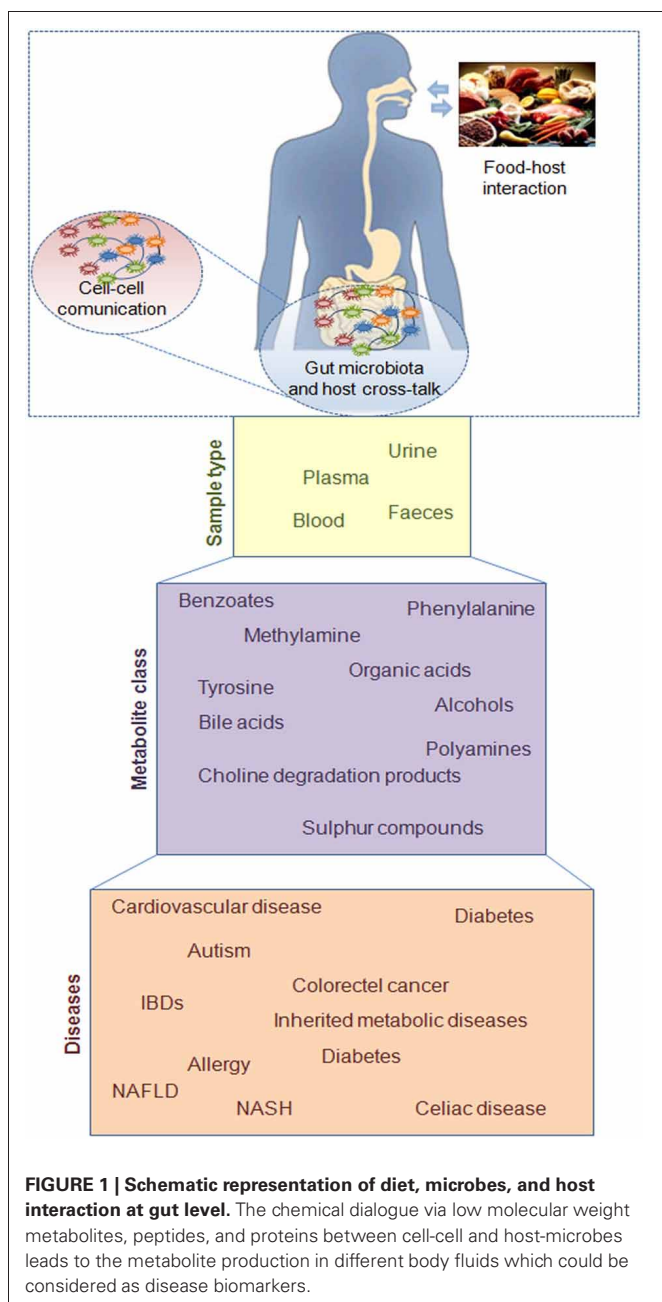 Food-host
interaction
Cell-cell
comunication
Gut microbiota
and host cross-talk
Sample type
Urine
Plasma
Blood
Faeces
Metabolite class
Benzoates
Phenylalanine
Methylamine
Organic acids
Tyrosine
Alcohols
Bile acids
Polyamines
Choline degradation products
Sulphur compounds
Diseases
Cardiovascular disease
Diabetes
Autism
Colorectel cancer
IBDs
Inherited metabolic diseases
Diabetes
Allergy
NAFLD
NASH
Celiac disease
FIGURE 1 | Schematic representation of diet, microbes, and host
interaction at gut level. The chemical dialogue via low molecular weight
metabolites, peptides, and proteins between cell-cell and host-microbes
leads to the metabolite production in different body fluids which could be
considered as disease biomarkers.